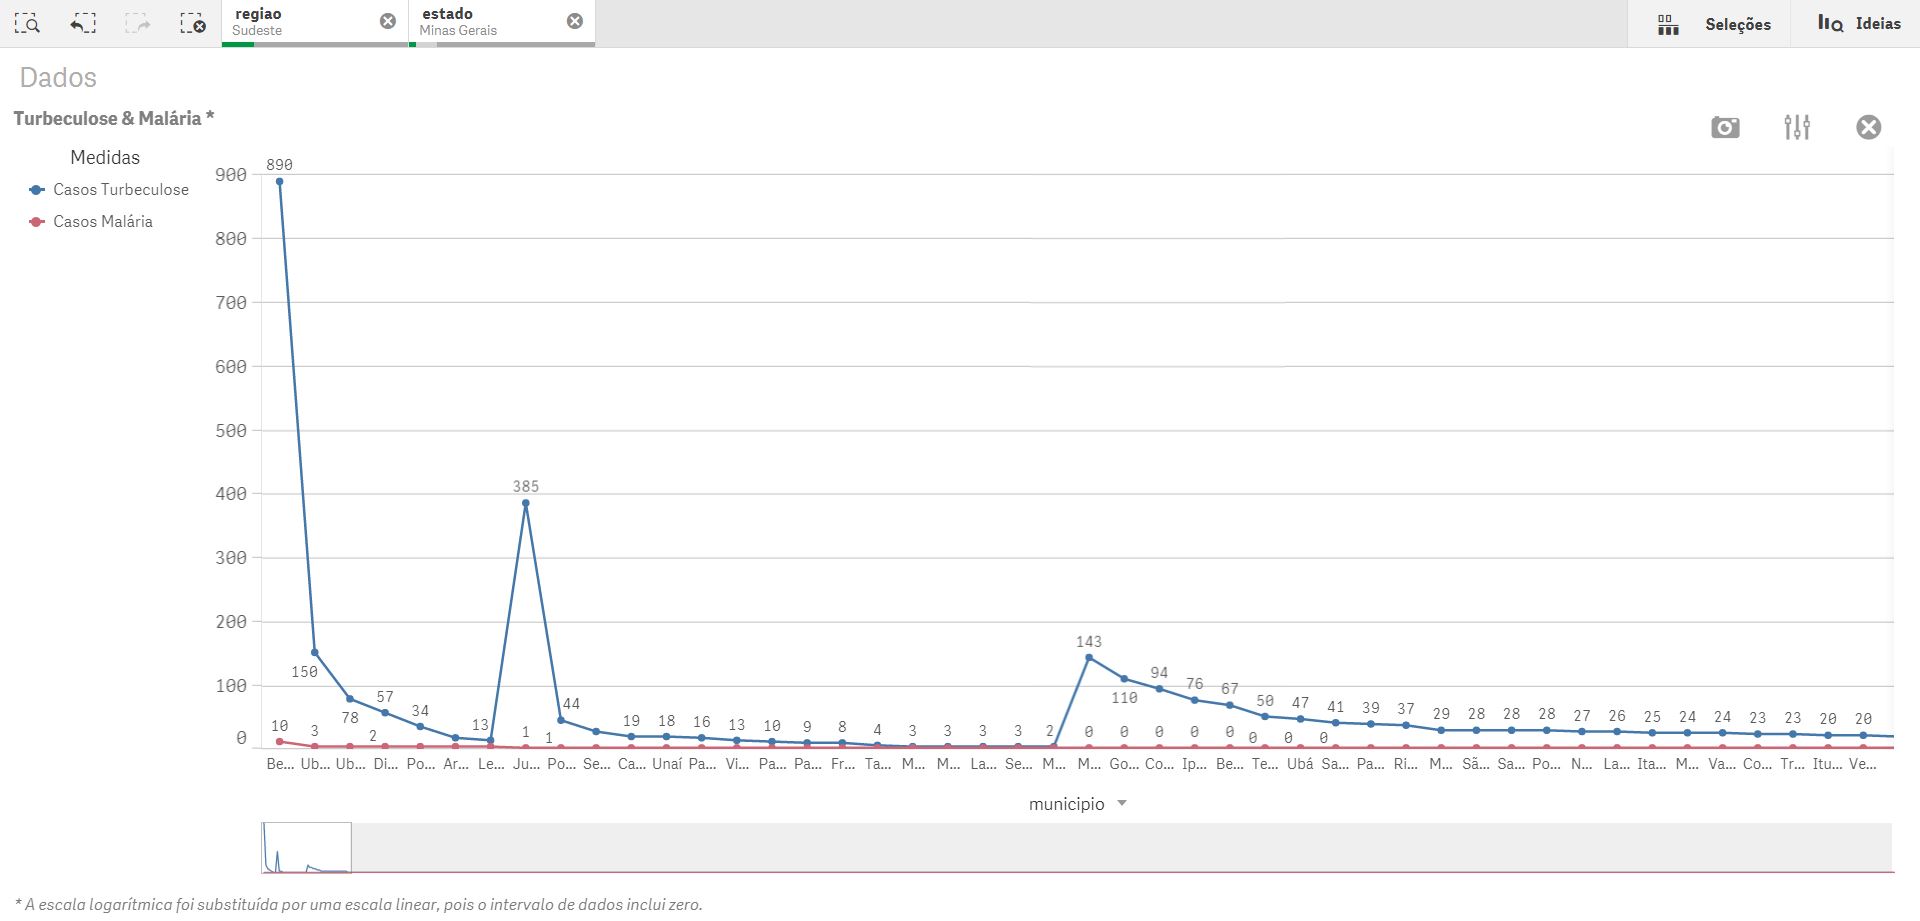 regiao
Sudeste
estado
Minas Gerais
Seleções
Ideias
Dados
Turbeculose & Malária *
Medidas
Casos Turbeculose
Casos Malária
900
800
700
600
500
400
300
200
100
0
890
150
78
57
34
13
385
44
19 18 16 13 10 9 8 4 3 3 3 3 2
143
110
94
76
67
50 47 41 39 37 29 28 28 28 27 26 25 24 24 23 23 20 20
10 3 2 1 1 0 0 0 0 0 0 0 0
Be... Ub... Ub... Di... Po... Ar... Le... Ju... Po... Se... Ca... Unaí Pa... Vi... Pa... Pa... Fr... Ta... M... M... La... Se... M... M... Go... Co... Ip... Be... Te... Ubá Sa... Pa... Ri... M... Sã... Sa... Po... N... La... Ita... M... Va... Co... Tr... Itu... Ve...
municipio
* A escala logarítmica foi substituída por uma escala linear, pois o intervalo de dados inclui zero.